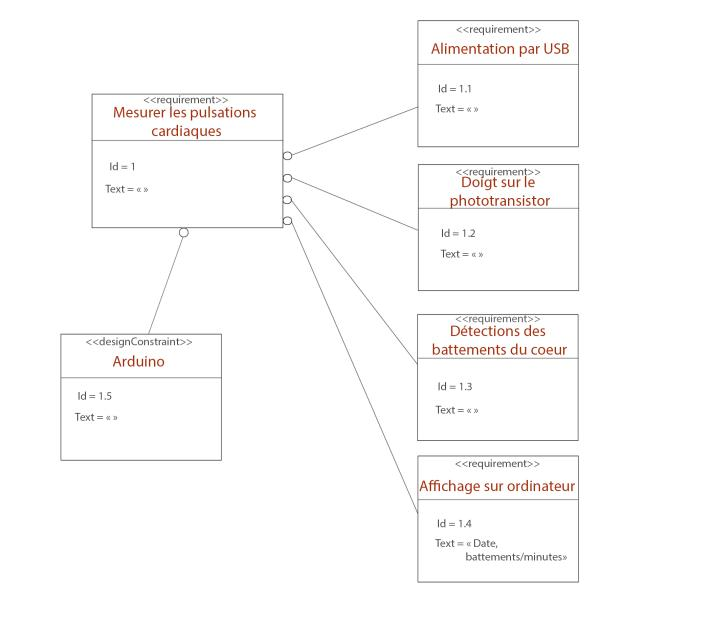 <<requirement>>
Mesurer les pulsations
cardiaques
Id = 1
Text = « »
<<designConstraint>>
Arduino
Id = 1.5
Text = « »
<<requirement>>
Alimentation par USB
Id = 1.1
Text = « »
<<requirement>>
Doigt sur le
phototransistor
Id = 1.2
Text = « »
<<requirement>>
Détections des
battements du coeur
Id = 1.3
Text = « »
<<requirement>>
Affichage sur ordinateur
Id = 1.4
Text = « Date,
battements/minutes»